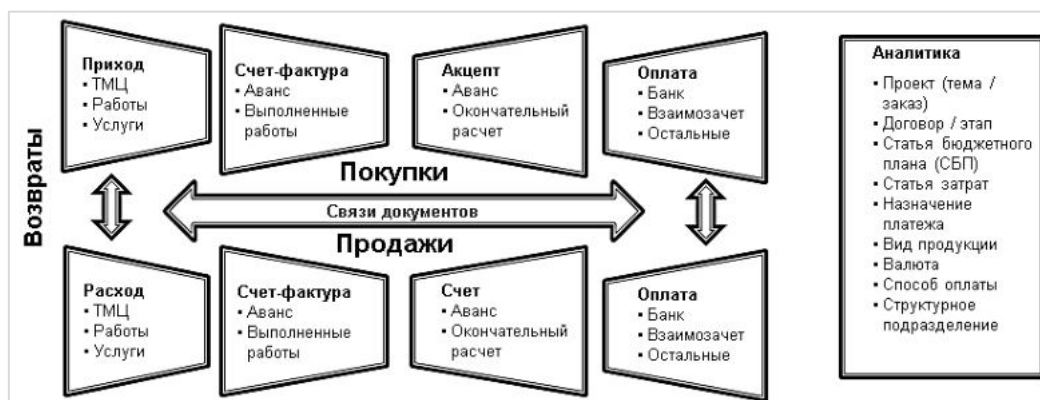 Возвраты
Приход
• ТМЦ
• Работы
• Услуги
Счет-фактура
• Аванс
• Выполненные
работы
Акцепт
• Аванс
• Окончательный
расчет
Оплата
• Банк
• Взаимозачет
• Остальные
Покупки
Связи документов
Продажи
Расход
• ТМЦ
• Работы
• Услуги
Счет-фактура
• Аванс
• Выполненные
работы
Счет
• Аванс
• Окончательный
расчет
Оплата
• Банк
• Взаимозачет
• Остальные
Аналитика
• Проект (тема /
заказ)
• Договор / этап
• Статья бюджетного
плана (СБП)
• Статья затрат
• Назначение
платежа
• Вид продукции
• Валюта
• Способ оплаты
• Структурное
подразделение